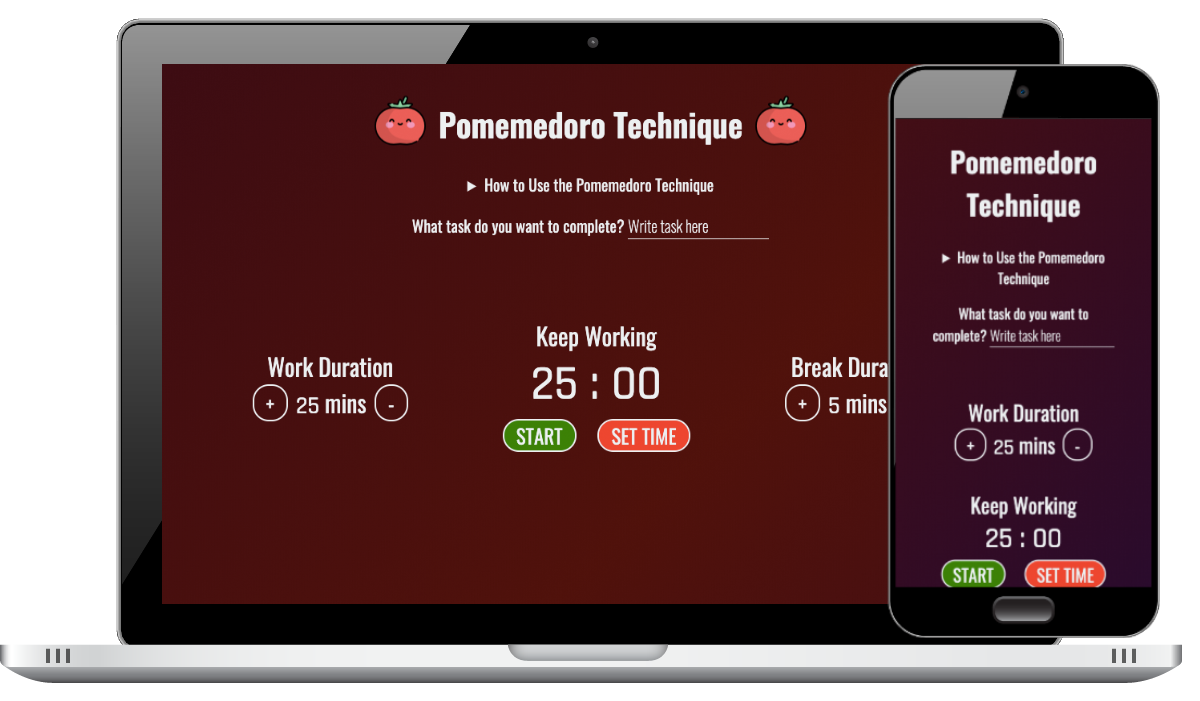 Pomemedoro Technique
▶ How to Use the Pomemedoro Technique
What task do you want to complete? Write task here
Work Duration
+ 25 mins -
Keep Working
25 : 00
START SET TIME
Break Dura
+ 5 mins
Pomemedoro
Technique
▶ How to Use the Pomemedoro
Technique
What task do you want to
complete? Write task here
Work Duration
+ 25 mins -
Keep Working
25 : 00
START SET TIME